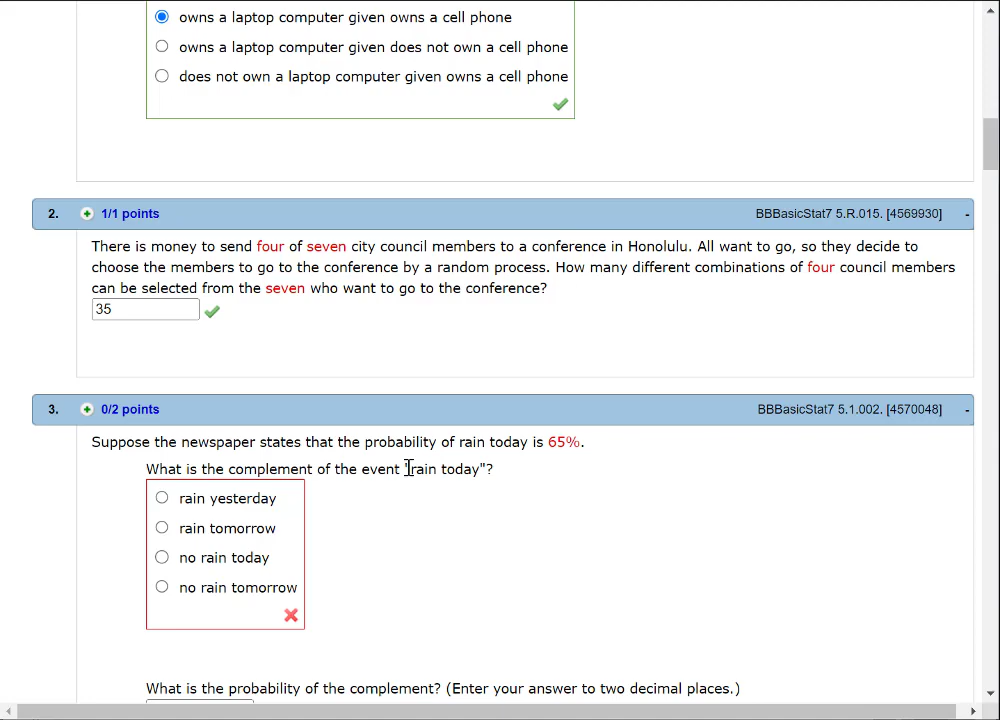 owns a laptop computer given owns a cell phone
owns a laptop computer given does not own a cell phone
does not own a laptop computer given owns a cell phone
2. 1/1 points BBBasicStat7 5.R.015. [4569930] -
There is money to send four of seven city council members to a conference in Honolulu. All want to go, so they decide to
choose the members to go to the conference by a random process. How many different combinations of four council members
can be selected from the seven who want to go to the conference?
35
3. 0/2 points BBBasicStat7 5.1.002. [4570048] -
Suppose the newspaper states that the probability of rain today is 65%.
What is the complement of the event "rain today"?
rain yesterday
rain tomorrow
no rain today
no rain tomorrow
What is the probability of the complement? (Enter your answer to two decimal places.)